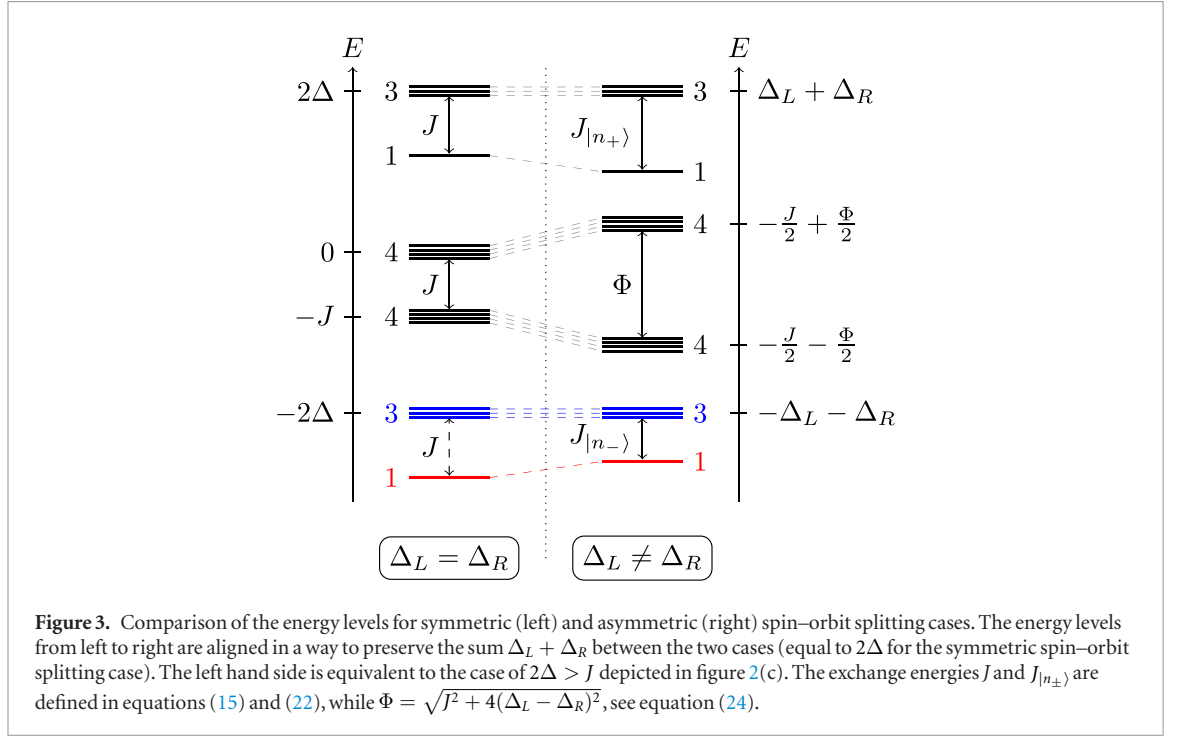 E E
2Δ 3 3 Δ_L + Δ_R
J J_{|n_+⟩}
1 1
4 −J/2 + Φ/2
0 4
J Φ
−J 4
4 −J/2 − Φ/2
−2Δ 3 3 −Δ_L − Δ_R
J J_{|n_−⟩}
1 1
Δ_L = Δ_R Δ_L ≠ Δ_R
Figure 3. Comparison of the energy levels for symmetric (left) and asymmetric (right) spin–orbit splitting cases. The energy levels
from left to right are aligned in a way to preserve the sum Δ_L + Δ_R between the two cases (equal to 2Δ for the symmetric spin–orbit
splitting case). The left hand side is equivalent to the case of 2Δ > J depicted in figure 2(c). The exchange energies J and J_{|n_±⟩} are
defined in equations (15) and (22), while Φ = √(J² + 4(Δ_L − Δ_R)²), see equation (24).